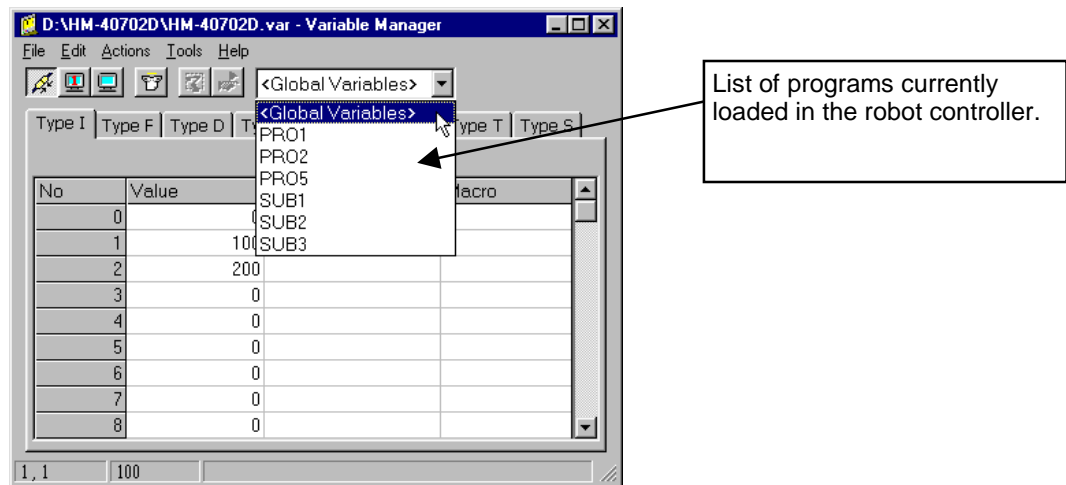 D:\HM-40702D\HM-40702D.var - Variable Manager
File Edit Actions Tools Help
<Global Variables>
<Global Variables>
PRO1
PRO2
PRO5
SUB1
SUB2
SUB3
Type I Type F Type D Type T Type S
No Value Macro
0
1 100
2 200
3 0
4 0
5 0
6 0
7 0
8 0
1, 1 100
List of programs currently
loaded in the robot controller.